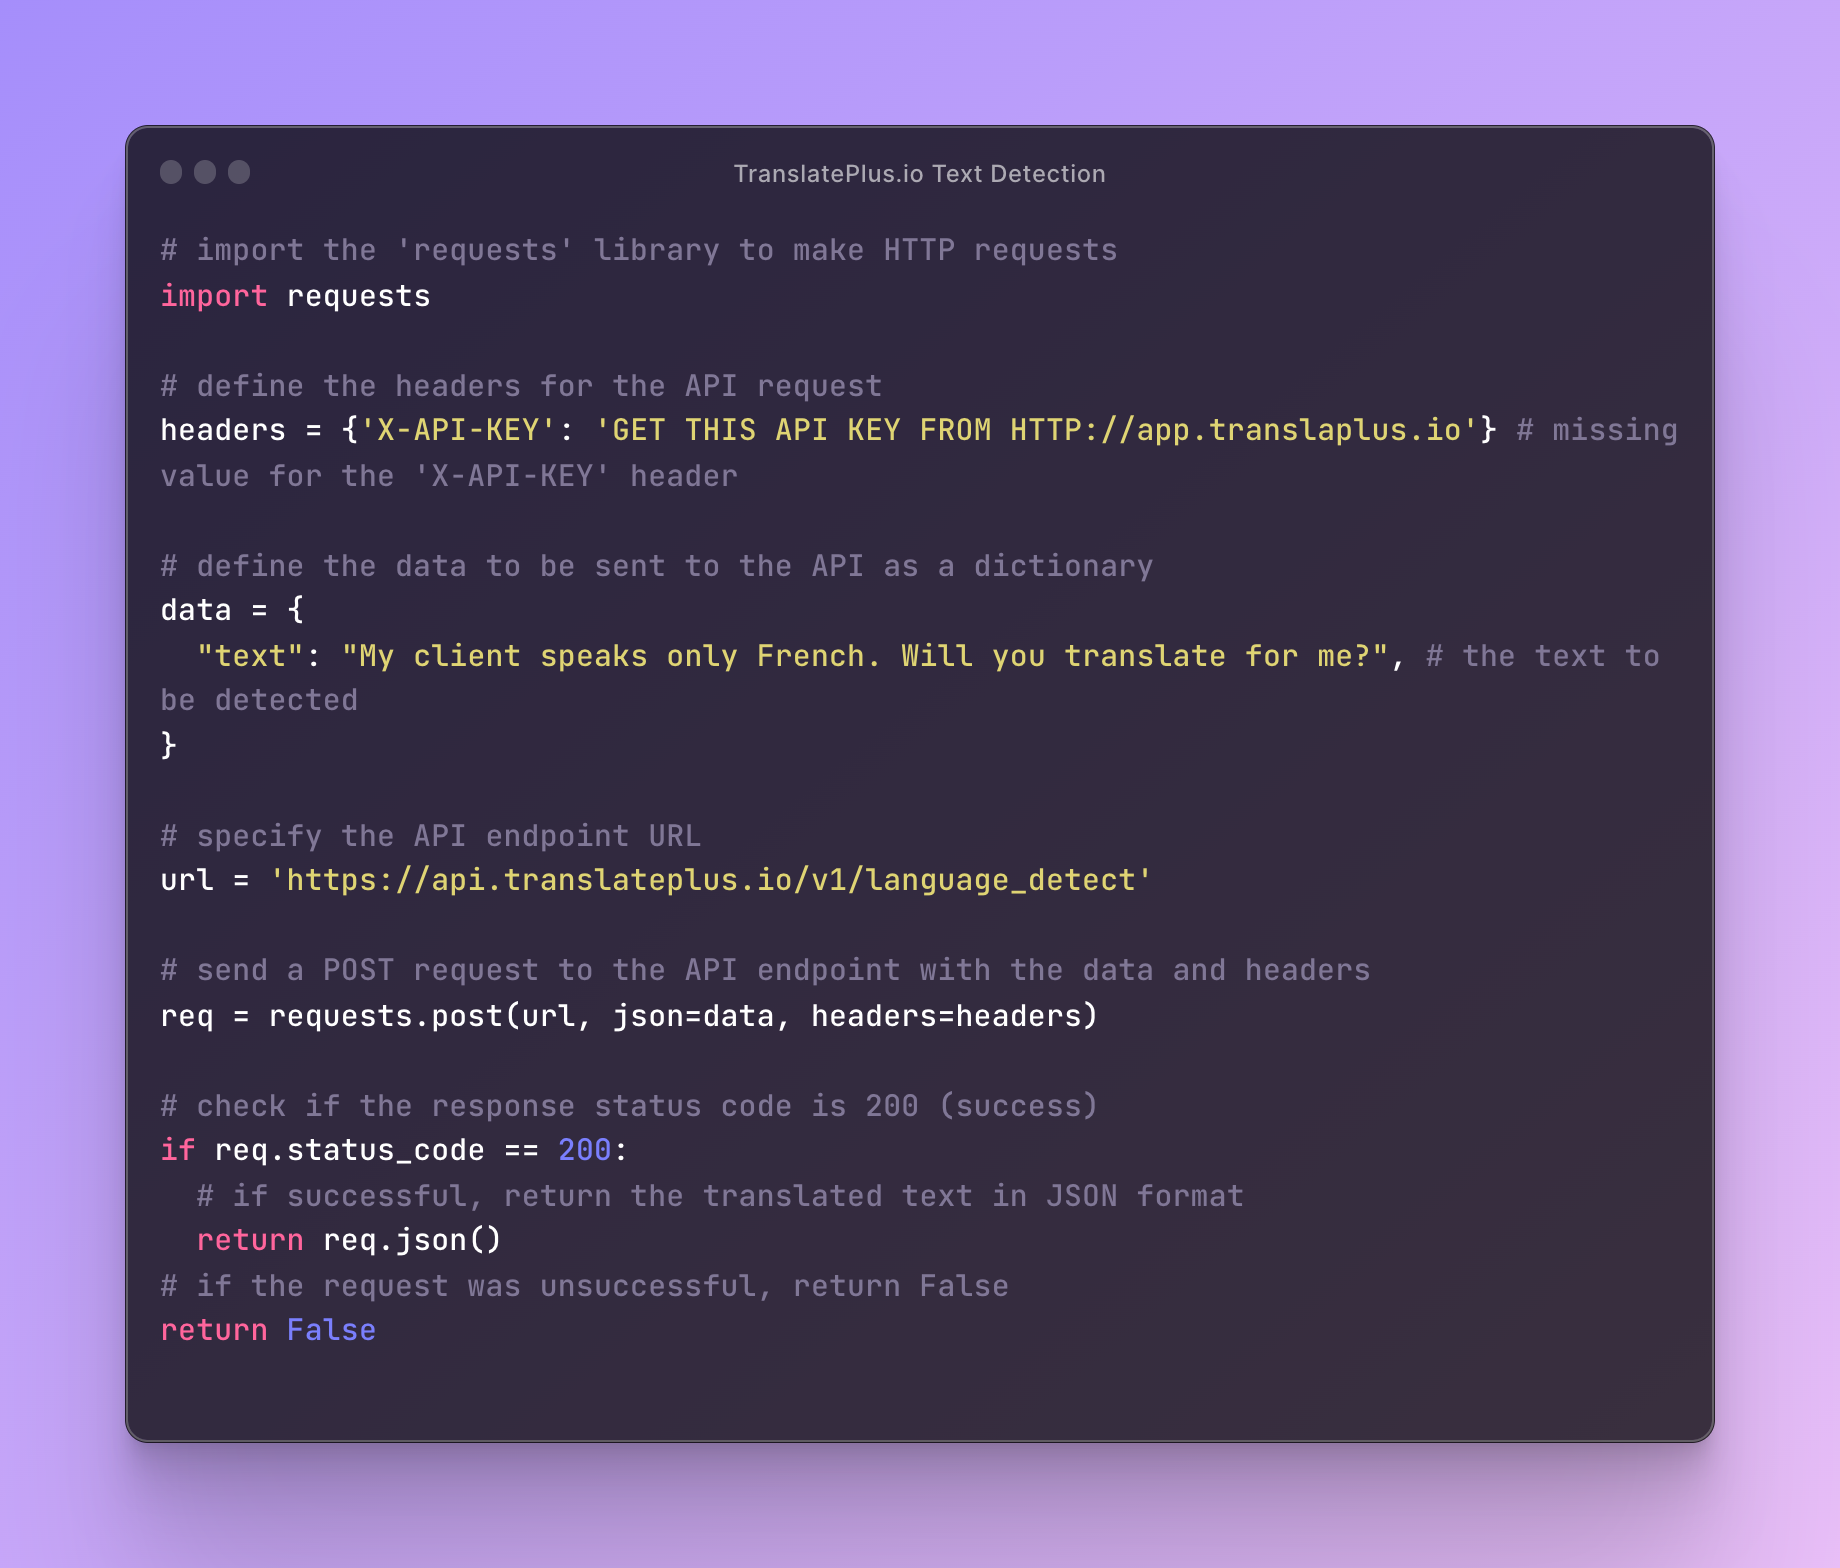 TranslatePlus.io Text Detection
# import the 'requests' library to make HTTP requests
import requests
# define the headers for the API request
headers = {'X-API-KEY': 'GET THIS API KEY FROM HTTP://app.translaplus.io'} # missing
value for the 'X-API-KEY' header
# define the data to be sent to the API as a dictionary
data = {
  "text": "My client speaks only French. Will you translate for me?", # the text to
be detected
}
# specify the API endpoint URL
url = 'https://api.translateplus.io/v1/language_detect'
# send a POST request to the API endpoint with the data and headers
req = requests.post(url, json=data, headers=headers)
# check if the response status code is 200 (success)
if req.status_code == 200:
  # if successful, return the translated text in JSON format
  return req.json()
# if the request was unsuccessful, return False
return False